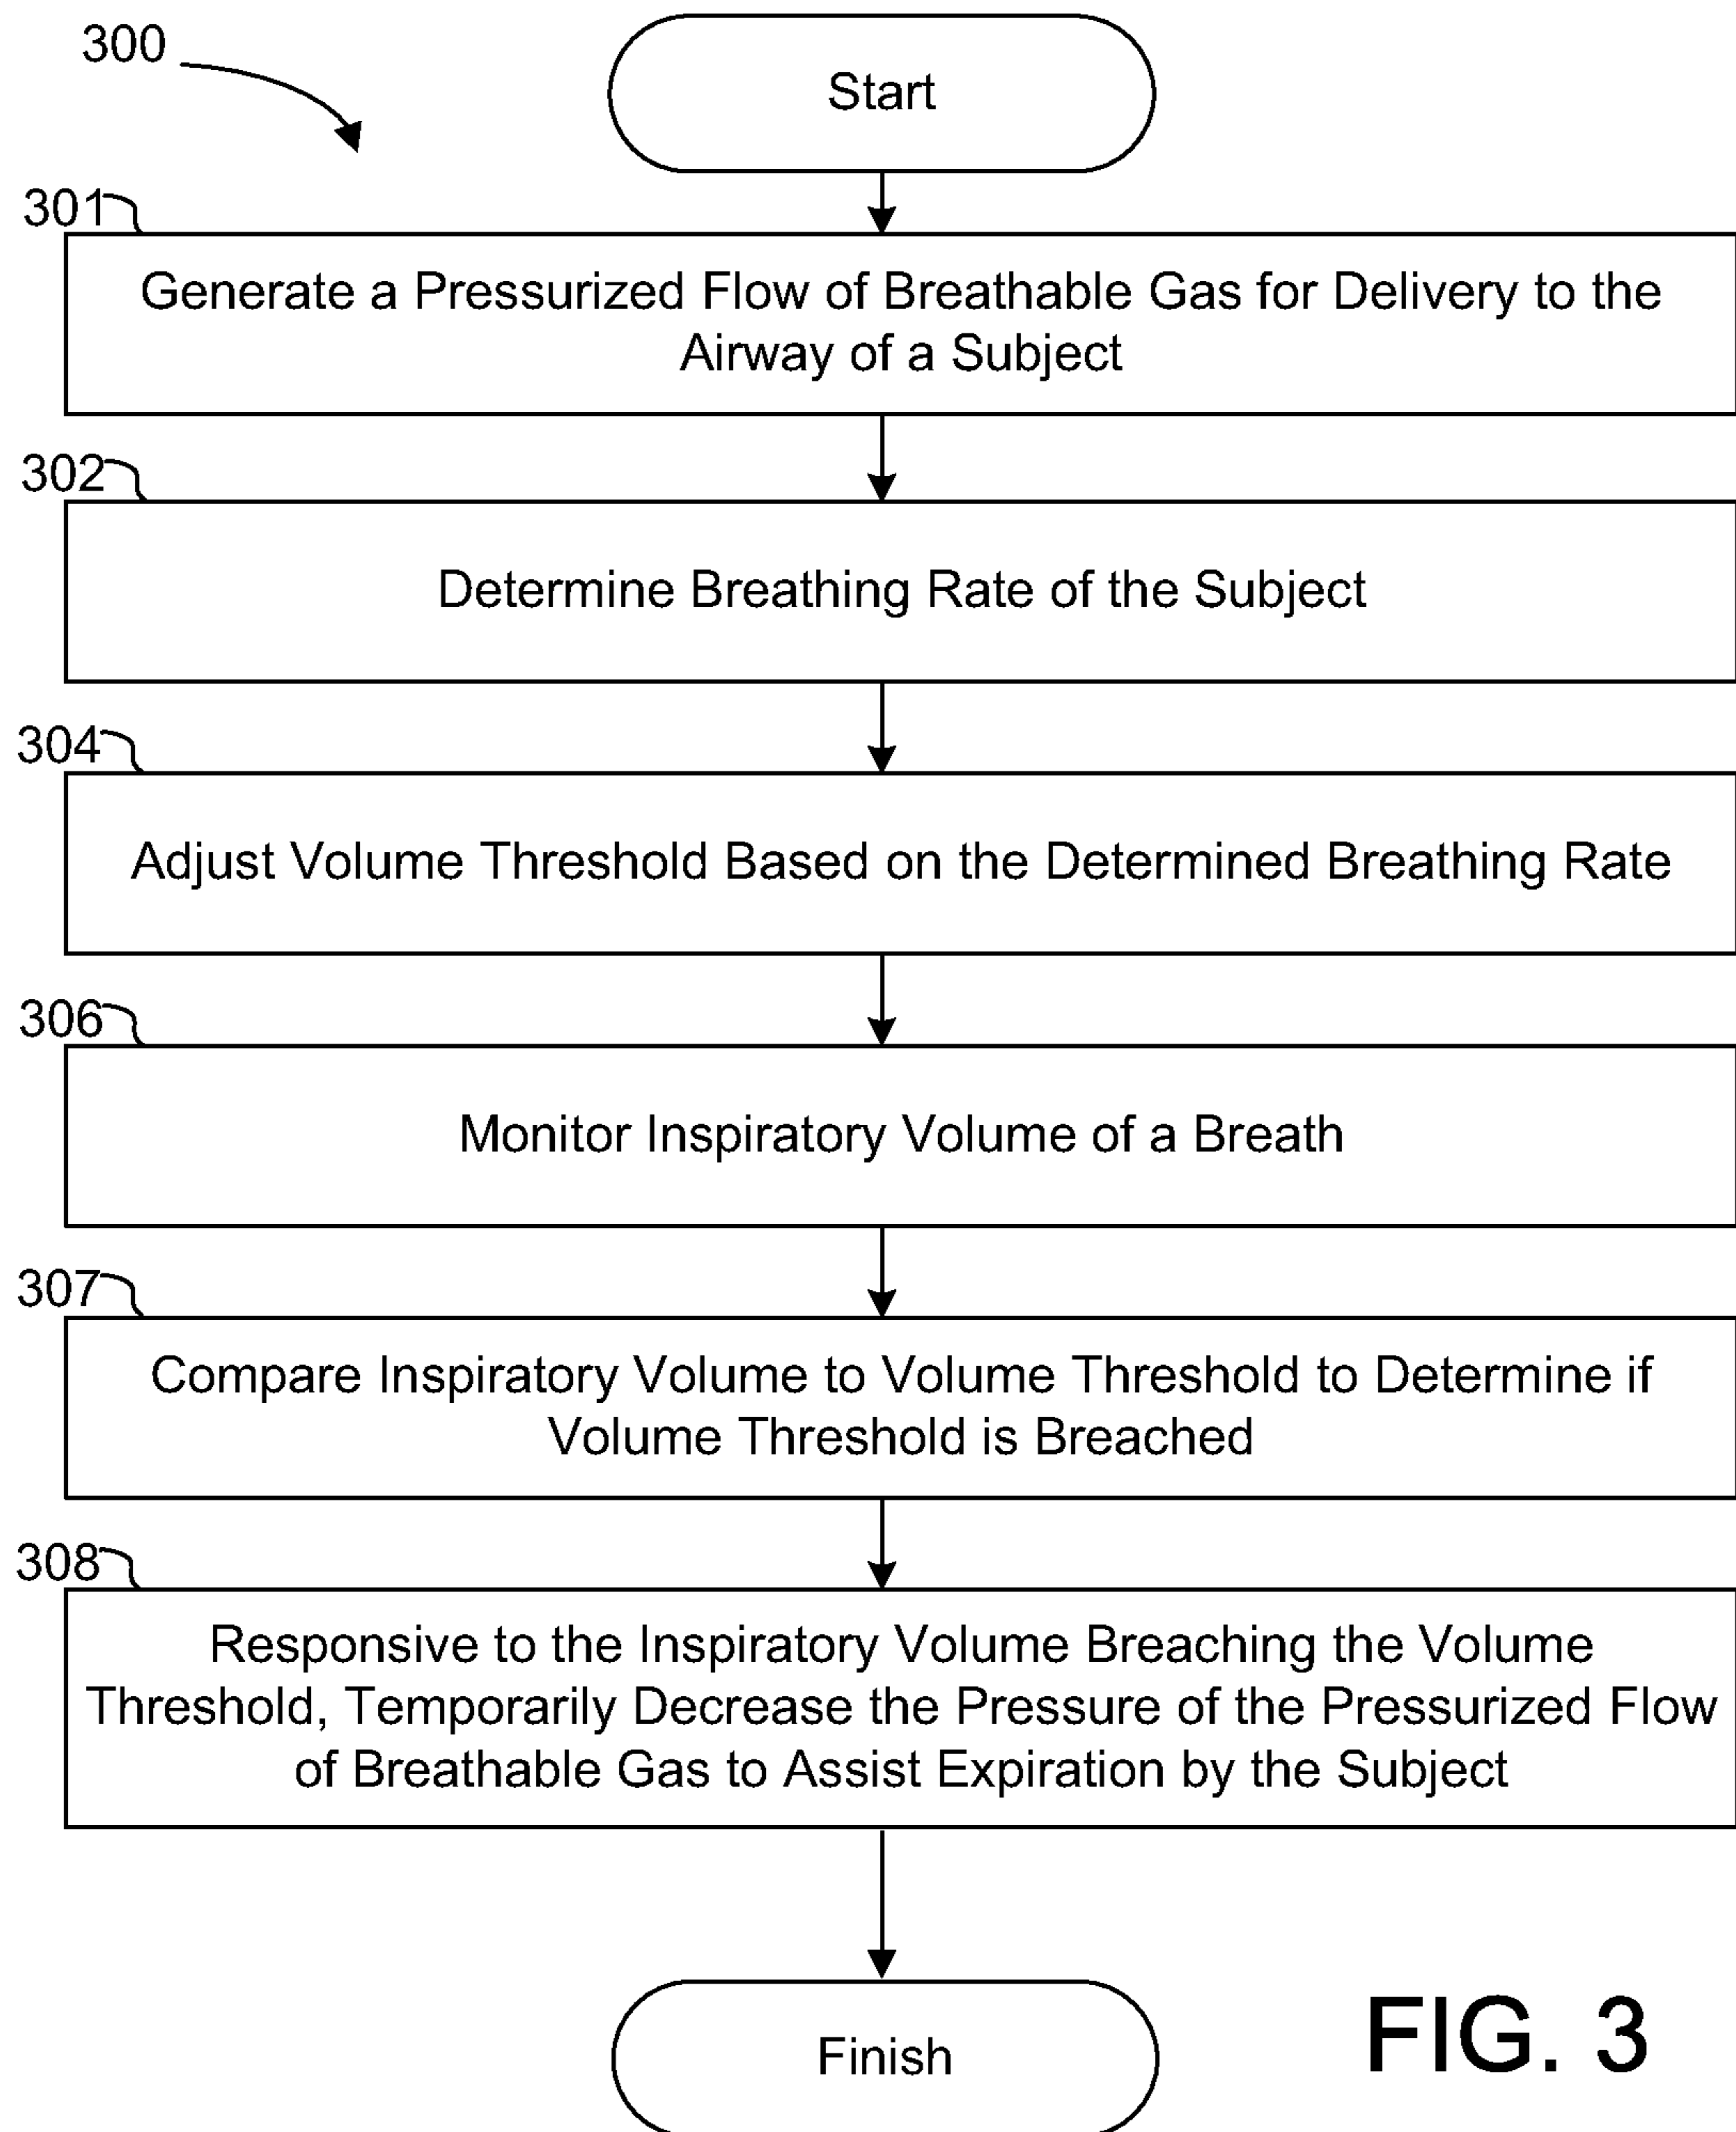 300
Start
301
Generate a Pressurized Flow of Breathable Gas for Delivery to the
Airway of a Subject
302
Determine Breathing Rate of the Subject
304
Adjust Volume Threshold Based on the Determined Breathing Rate
306
Monitor Inspiratory Volume of a Breath
307
Compare Inspiratory Volume to Volume Threshold to Determine if
Volume Threshold is Breached
308
Responsive to the Inspiratory Volume Breaching the Volume
Threshold, Temporarily Decrease the Pressure of the Pressurized Flow
of Breathable Gas to Assist Expiration by the Subject
Finish
FIG. 3